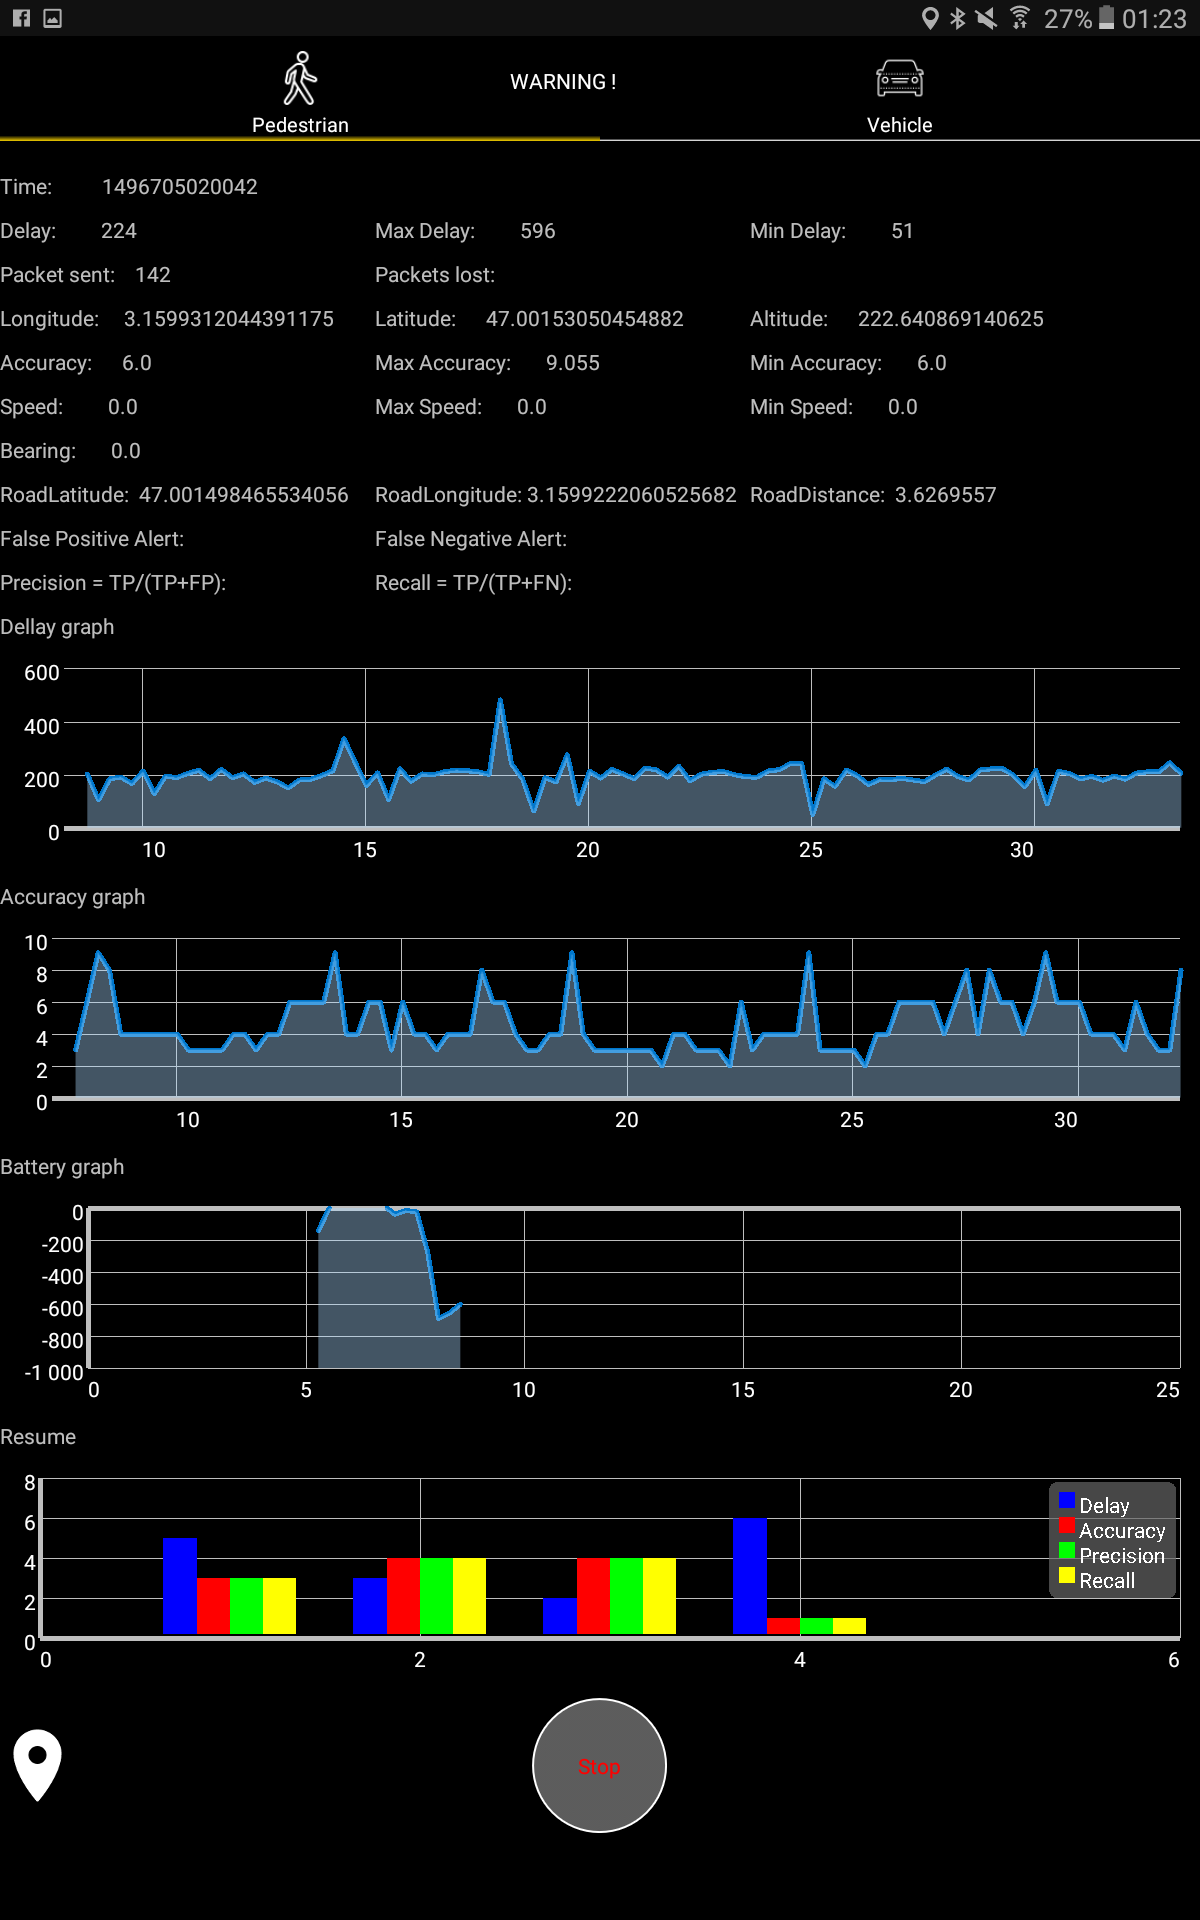 27% 01:23
WARNING !
Pedestrian Vehicle
Time: 1496705020042
Delay: 224 Max Delay: 596 Min Delay: 51
Packet sent: 142 Packets lost:
Longitude: 3.1599312044391175 Latitude: 47.00153050454882 Altitude: 222.640869140625
Accuracy: 6.0 Max Accuracy: 9.055 Min Accuracy: 6.0
Speed: 0.0 Max Speed: 0.0 Min Speed: 0.0
Bearing: 0.0
RoadLatitude: 47.001498465534056 RoadLongitude: 3.1599222060525682 RoadDistance: 3.6269557
False Positive Alert: False Negative Alert:
Precision = TP/(TP+FP): Recall = TP/(TP+FN):
Dellay graph
600
400
200
0
10 15 20 25 30
Accuracy graph
10
8
6
4
2
0
10 15 20 25 30
Battery graph
0
-200
-400
-600
-800
-1 000
0 5 10 15 20 25
Resume
8
6
4
2
0
Delay
Accuracy
Precision
Recall
0 2 4 6
Stop